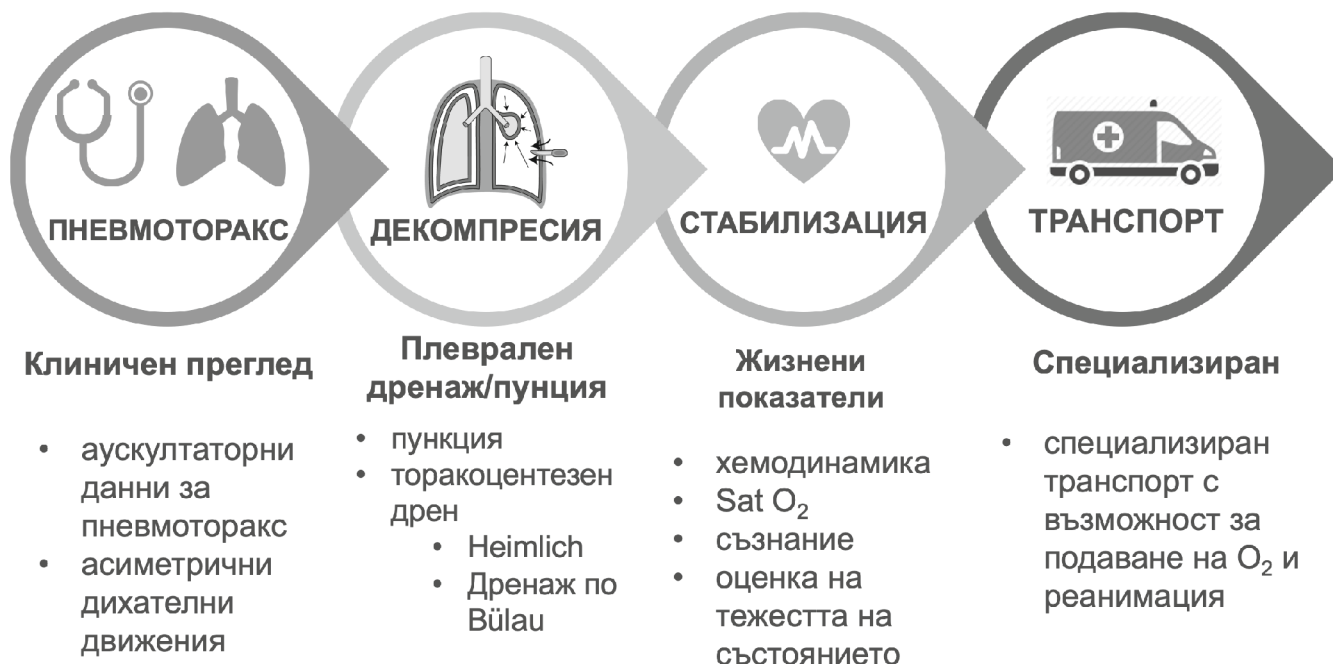 ПНЕВМОТОРАКС
ДЕКОМПРЕСИЯ
СТАБИЛИЗАЦИЯ
ТРАНСПОРТ
Клиничен преглед
• аускултаторни
данни за
пневмоторакс
• асиметрични
дихателни
движения
Плеврален
дренаж/пунция
• пункция
• торакоцентезен
дрен
• Heimlich
• Дренаж по
Bülau
Жизнени
показатели
• хемодинамика
• Sat O₂
• съзнание
• оценка на
тежестта на
състоянието
Специализиран
• специализиран
транспорт с
възможност за
подаване на O₂ и
реанимация